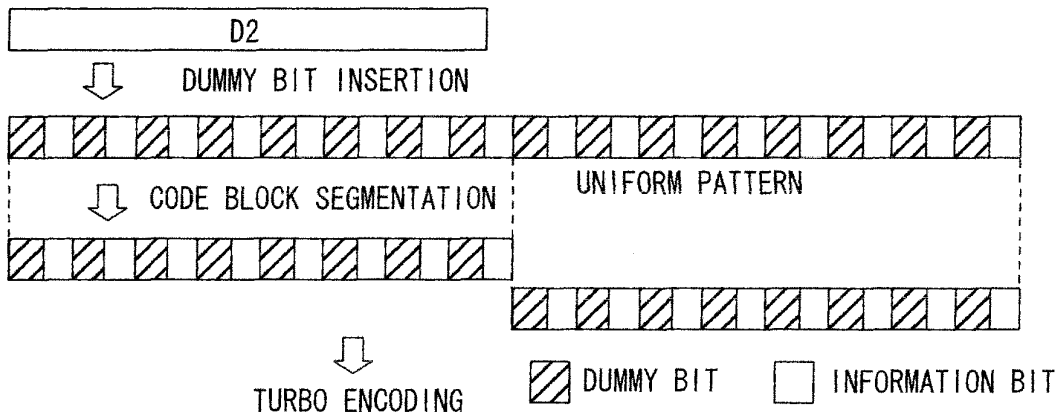 D2
DUMMY BIT INSERTION
UNIFORM PATTERN
CODE BLOCK SEGMENTATION
DUMMY BIT
INFORMATION BIT
TURBO ENCODING